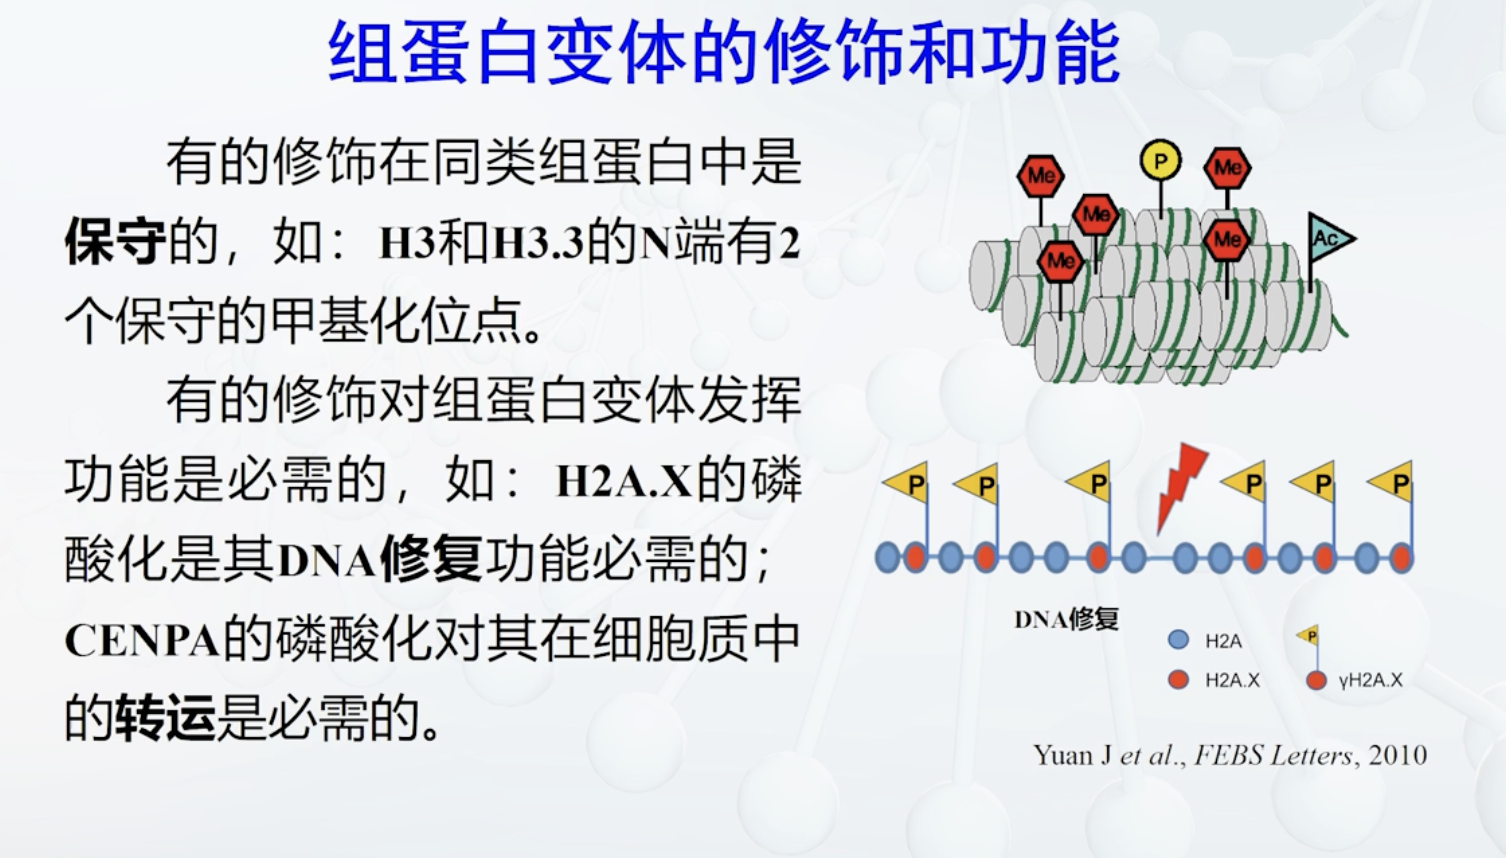 组蛋白变体的修饰和功能
有的修饰在同类组蛋白中是
保守的，如：H3和H3.3的N端有2
个保守的甲基化位点。
有的修饰对组蛋白变体发挥
功能是必需的，如：H2A.X的磷
酸化是其DNA修复功能必需的；
CENPA的磷酸化对其在细胞质中
的转运是必需的。
P
Me
Me
Me
Me
Ac
Me
P
P
P
P
P
P
DNA修复
H2A
P
H2A.X
γH2A.X
Yuan J et al., FEBS Letters, 2010